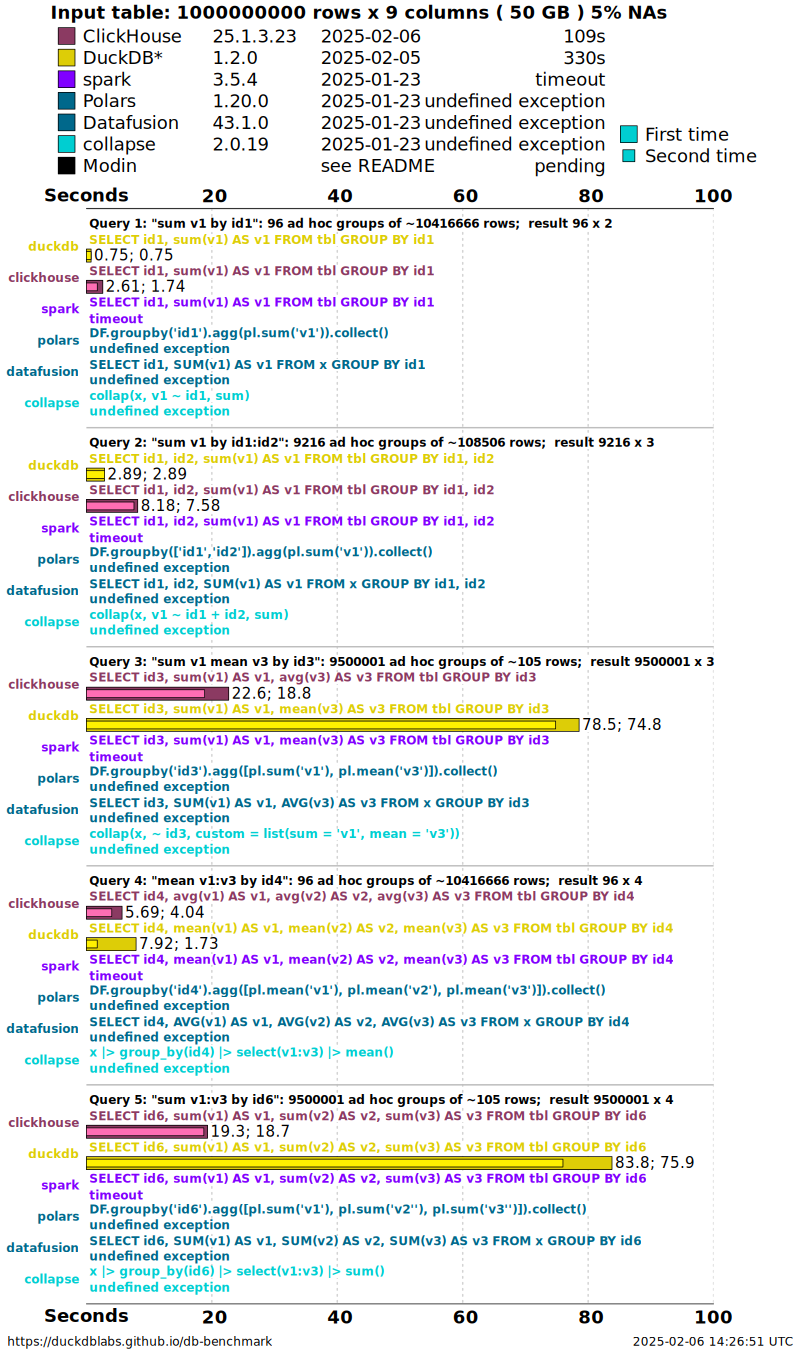 Input table: 1000000000 rows x 9 columns ( 50 GB ) 5% NAs
ClickHouse 25.1.3.23 2025-02-06 109s
DuckDB* 1.2.0 2025-02-05 330s
spark 3.5.4 2025-01-23 timeout
Polars 1.20.0 2025-01-23 undefined exception
Datafusion 43.1.0 2025-01-23 undefined exception
collapse 2.0.19 2025-01-23 undefined exception
Modin see README pending
First time
Second time
Seconds 20 40 60 80 100
Query 1: "sum v1 by id1": 96 ad hoc groups of ~10416666 rows; result 96 x 2
duckdb SELECT id1, sum(v1) AS v1 FROM tbl GROUP BY id1
0.75; 0.75
clickhouse SELECT id1, sum(v1) AS v1 FROM tbl GROUP BY id1
2.61; 1.74
spark SELECT id1, sum(v1) AS v1 FROM tbl GROUP BY id1
timeout
polars DF.groupby('id1').agg(pl.sum('v1')).collect()
undefined exception
datafusion SELECT id1, SUM(v1) AS v1 FROM x GROUP BY id1
undefined exception
collapse collap(x, v1 ~ id1, sum)
undefined exception
Query 2: "sum v1 by id1:id2": 9216 ad hoc groups of ~108506 rows; result 9216 x 3
duckdb SELECT id1, id2, sum(v1) AS v1 FROM tbl GROUP BY id1, id2
2.89; 2.89
clickhouse SELECT id1, id2, sum(v1) AS v1 FROM tbl GROUP BY id1, id2
8.18; 7.58
spark SELECT id1, id2, sum(v1) AS v1 FROM tbl GROUP BY id1, id2
timeout
polars DF.groupby(['id1','id2']).agg(pl.sum('v1')).collect()
undefined exception
datafusion SELECT id1, id2, SUM(v1) AS v1 FROM x GROUP BY id1, id2
undefined exception
collapse collap(x, v1 ~ id1 + id2, sum)
undefined exception
Query 3: "sum v1 mean v3 by id3": 9500001 ad hoc groups of ~105 rows; result 9500001 x 3
clickhouse SELECT id3, sum(v1) AS v1, avg(v3) AS v3 FROM tbl GROUP BY id3
22.6; 18.8
duckdb SELECT id3, sum(v1) AS v1, mean(v3) AS v3 FROM tbl GROUP BY id3
78.5; 74.8
spark SELECT id3, sum(v1) AS v1, mean(v3) AS v3 FROM tbl GROUP BY id3
timeout
polars DF.groupby('id3').agg([pl.sum('v1'), pl.mean('v3')]).collect()
undefined exception
datafusion SELECT id3, SUM(v1) AS v1, AVG(v3) AS v3 FROM x GROUP BY id3
undefined exception
collapse collap(x, ~ id3, custom = list(sum = 'v1', mean = 'v3'))
undefined exception
Query 4: "mean v1:v3 by id4": 96 ad hoc groups of ~10416666 rows; result 96 x 4
clickhouse SELECT id4, avg(v1) AS v1, avg(v2) AS v2, avg(v3) AS v3 FROM tbl GROUP BY id4
5.69; 4.04
duckdb SELECT id4, mean(v1) AS v1, mean(v2) AS v2, mean(v3) AS v3 FROM tbl GROUP BY id4
7.92; 1.73
spark SELECT id4, mean(v1) AS v1, mean(v2) AS v2, mean(v3) AS v3 FROM tbl GROUP BY id4
timeout
polars DF.groupby('id4').agg([pl.mean('v1'), pl.mean('v2'), pl.mean('v3')]).collect()
undefined exception
datafusion SELECT id4, AVG(v1) AS v1, AVG(v2) AS v2, AVG(v3) AS v3 FROM x GROUP BY id4
undefined exception
collapse x |> group_by(id4) |> select(v1:v3) |> mean()
undefined exception
Query 5: "sum v1:v3 by id6": 9500001 ad hoc groups of ~105 rows; result 9500001 x 4
clickhouse SELECT id6, sum(v1) AS v1, sum(v2) AS v2, sum(v3) AS v3 FROM tbl GROUP BY id6
19.3; 18.7
duckdb SELECT id6, sum(v1) AS v1, sum(v2) AS v2, sum(v3) AS v3 FROM tbl GROUP BY id6
83.8; 75.9
spark SELECT id6, sum(v1) AS v1, sum(v2) AS v2, sum(v3) AS v3 FROM tbl GROUP BY id6
timeout
polars DF.groupby('id6').agg([pl.sum('v1'), pl.sum('v2''), pl.sum('v3'')]).collect()
undefined exception
datafusion SELECT id6, SUM(v1) AS v1, SUM(v2) AS v2, SUM(v3) AS v3 FROM x GROUP BY id6
undefined exception
collapse x |> group_by(id6) |> select(v1:v3) |> sum()
undefined exception
Seconds 20 40 60 80 100
https://duckdblabs.github.io/db-benchmark 2025-02-06 14:26:51 UTC